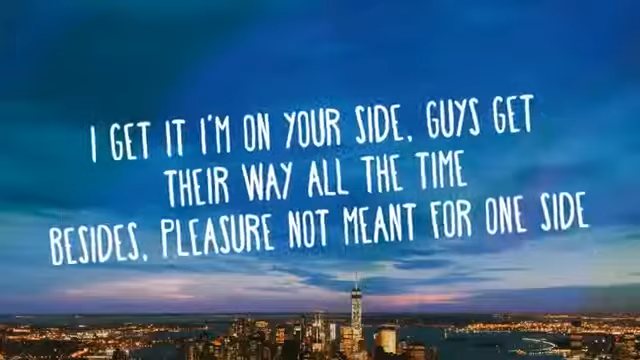 I GET IT I'M ON YOUR SIDE, GUYS GET
THEIR WAY ALL THE TIME
BESIDES, PLEASURE NOT MEANT FOR ONE SIDE